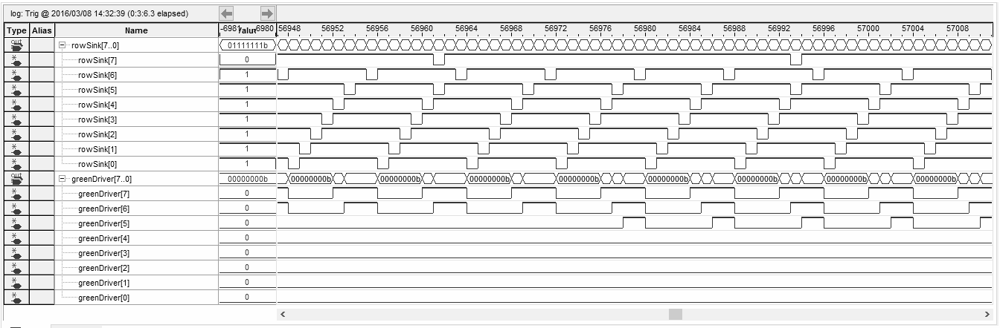 log: Trig @ 2016/03/08 14:32:39 (0:3:6.3 elapsed)
Type Alias Name -6981 Value -6980 56948 56952 56956 56960 56964 56968 56972 56976 56980 56984 56988 56992 56996 57000 57004 57008
out rowSink[7..0] 01111111b
* rowSink[7] 0
* rowSink[6] 1
* rowSink[5] 1
* rowSink[4] 1
* rowSink[3] 1
* rowSink[2] 1
* rowSink[1] 1
* rowSink[0] 1
out greenDriver[7..0] 00000000b 00000000b 00000000b 00000000b 00000000b 00000000b 00000000b 00000000b 00000000b
* greenDriver[7] 0
* greenDriver[6] 0
* greenDriver[5] 0
* greenDriver[4] 0
* greenDriver[3] 0
* greenDriver[2] 0
* greenDriver[1] 0
* greenDriver[0] 0